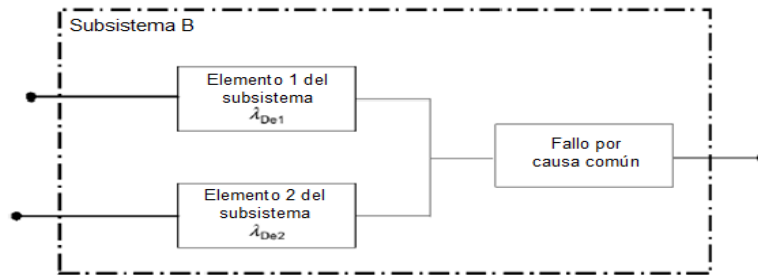 Subsistema B
Elemento 1 del
subsistema
λDe1
Fallo por
causa común
Elemento 2 del
subsistema
λDe2